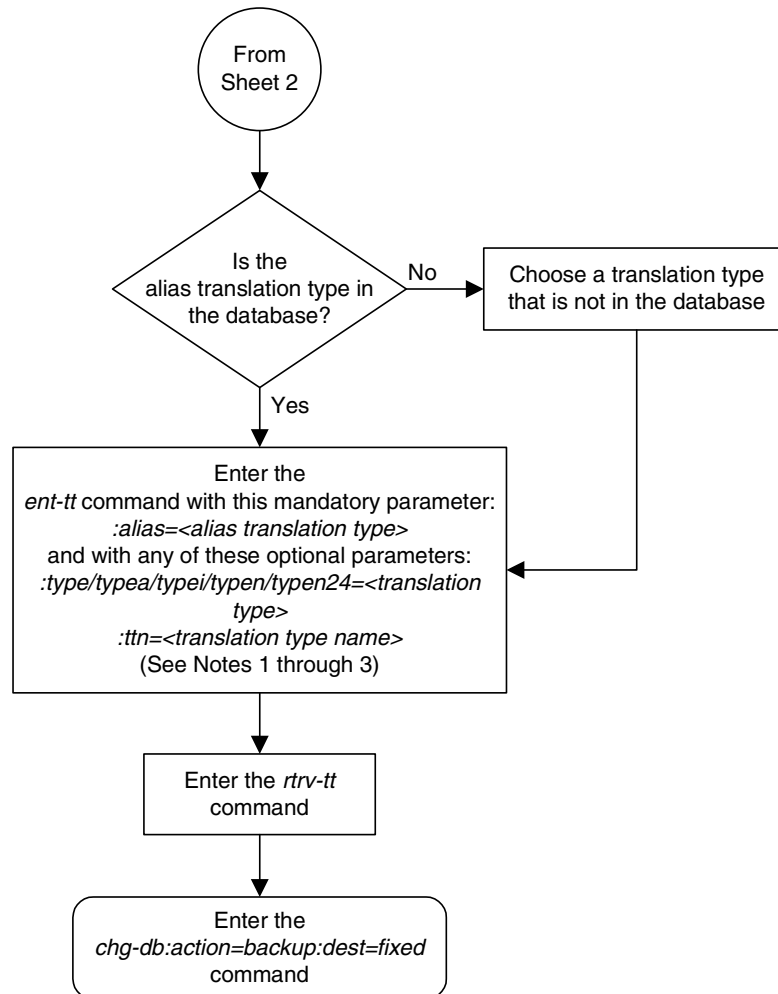 From
Sheet 2
Is the
alias translation type in
the database?
No
Choose a translation type
that is not in the database
Yes
Enter the
ent-tt command with this mandatory parameter:
:alias=<alias translation type>
and with any of these optional parameters:
:type/typea/typei/typen/typen24=<translation
type>
:ttn=<translation type name>
(See Notes 1 through 3)
Enter the rtrv-tt
command
Enter the
chg-db:action=backup:dest=fixed
command